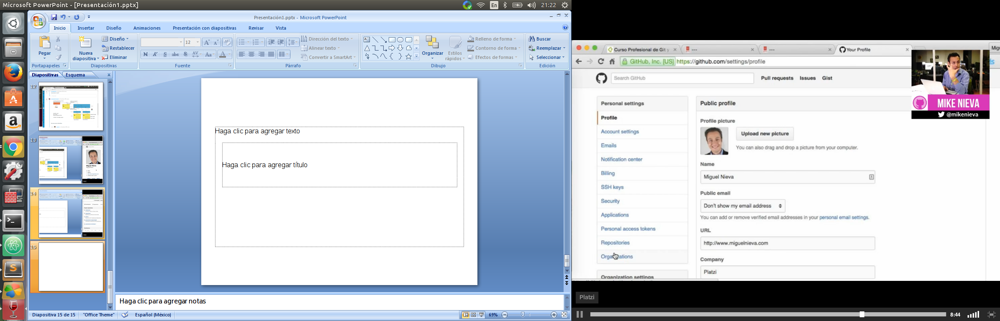 Microsoft PowerPoint - [Presentación1.pptx]
En
21:22
Presentación1.pptx - Microsoft PowerPoint
Inicio
Insertar
Diseño
Animaciones
Presentación con diapositivas
Revisar
Vista
Pegar
Portapapeles
Nueva
diapositiva
Diseño
Restablecer
Eliminar
Diapositivas
12
Fuente
Párrafo
Dirección del texto
Alinear texto
Convertir a SmartArt
Organizar
Estilos
rápidos
Relleno de forma
Contorno de forma
Efectos de formas
Dibujo
Buscar
Reemplazar
Seleccionar
Edición
Diapositivas
Esquema
12
13
14
15
Haga clic para agregar texto
Haga clic para agregar título
Haga clic para agregar notas
Diapositiva 15 de 15
"Office Theme"
Español (México)
69%
Curso Profesional de Git y
---
---
Your Profile
GitHub, Inc. [US] https://github.com/settings/profile
Search GitHub
Pull requests
Issues
Gist
MIKE NIEVA
@mikenieva
Personal settings
Profile
Account settings
Emails
Notification center
Billing
SSH keys
Security
Applications
Personal access tokens
Repositories
Organizations
Organization settings
Public profile
Profile picture
Upload new picture
You can also drag and drop a picture from your computer.
Name
Miguel Nieva
Public email
Don't show my email address
You can add or remove verified email addresses in your personal email settings.
URL
http://www.miguelnieva.com
Company
Platzi
Platzi
8:44